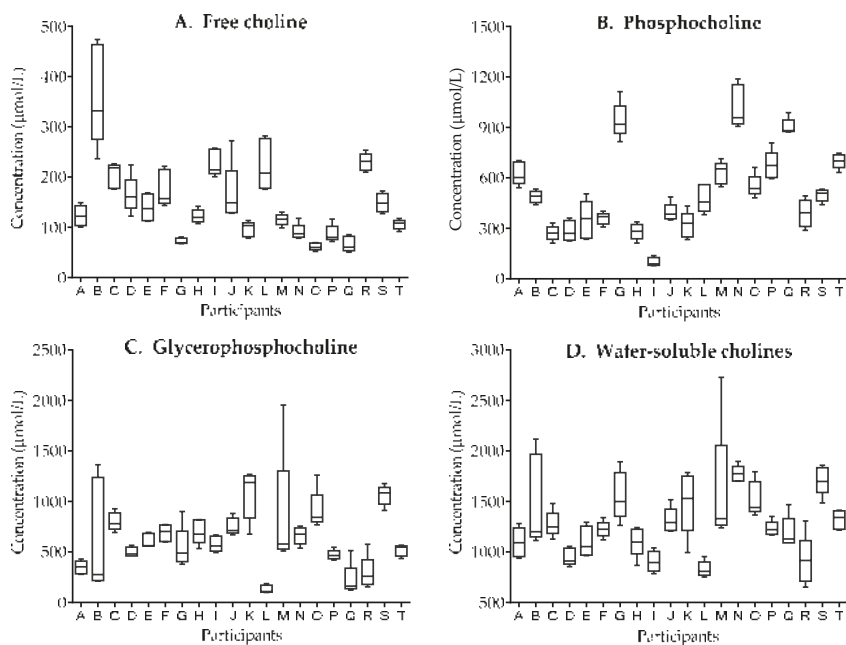 A. Free choline
Concentration (µmol/L)
500
400
300
200
100
0
A B C D E F G H I J K L M N O P Q R S T
Participants
B. Phosphocholine
Concentration (µmol/L)
1500
1200
900
600
300
0
A B C D E F G H I J K L M N O P Q R S T
Participants
C. Glycerophosphocholine
Concentration (µmol/L)
2500
2000
1500
1000
500
0
A B C D E F G H I J K L M N O P Q R S T
Participants
D. Water-soluble cholines
Concentration (µmol/L)
3000
2500
2000
1500
1000
500
A B C D E F G H I J K L M N O P Q R S T
Participants